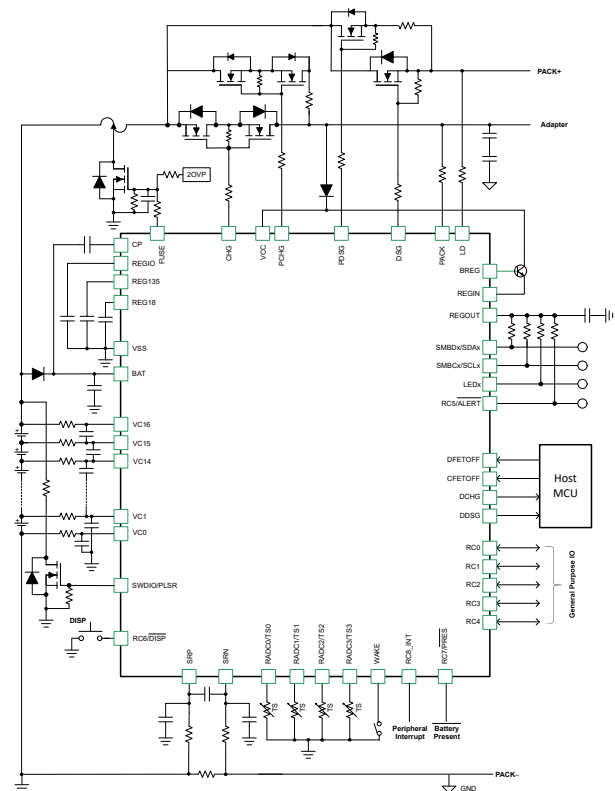 PACK+
Adapter
2OVP
FUSE
CHG
VCC
PCHG
PDSG
DSG
PACK
LD
CP
REGIO
REG135
REG18
VSS
BAT
VC16
VC15
VC14
VC1
VC0
SWDIO/PLSR
DISP
RC6/DISP
BREG
REGIN
REGOUT
SMBDx/SDAx
SMBCx/SCLx
LEDx
RC5/ALERT
DFETOFF
CFETOFF
DCHG
DDSG
Host
MCU
RC0
RC1
RC2
RC3
RC4
General Purpose IO
SRP
SRN
RADC0/TS0
RADC1/TS1
RADC2/TS2
RADC3/TS3
WAKE
RC8_INT
RC7/PRES
TS
TS
TS
TS
Peripheral
Interrupt
Battery
Present
PACK–
GND